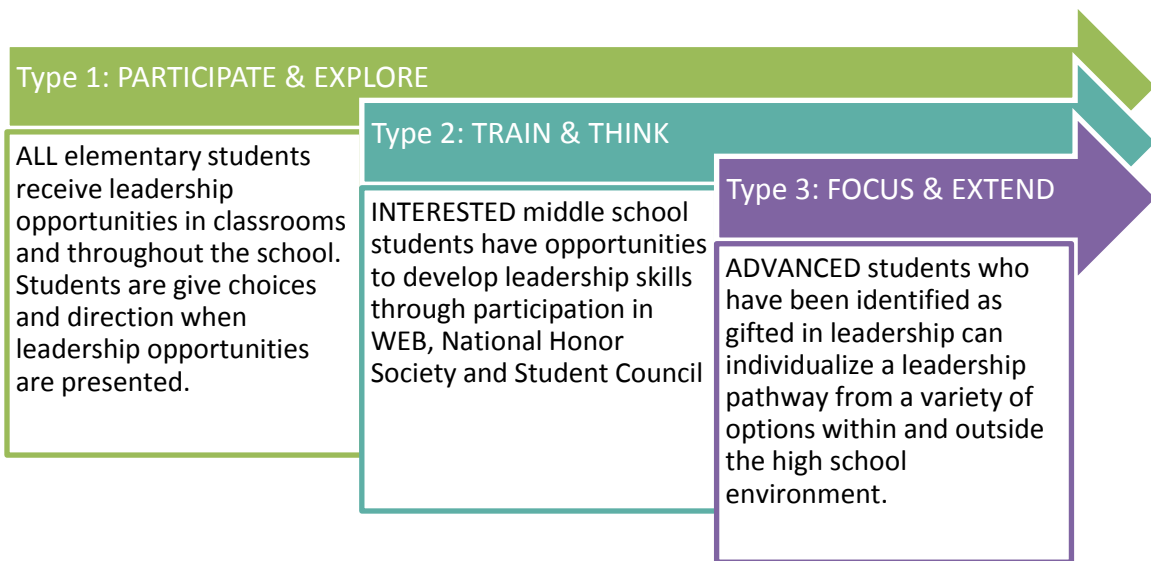 Type 1: PARTICIPATE & EXPLORE
ALL elementary students
receive leadership
opportunities in classrooms
and throughout the school.
Students are give choices
and direction when
leadership opportunities
are presented.
Type 2: TRAIN & THINK
INTERESTED middle school
students have opportunities
to develop leadership skills
through participation in
WEB, National Honor
Society and Student Council
Type 3: FOCUS & EXTEND
ADVANCED students who
have been identified as
gifted in leadership can
individualize a leadership
pathway from a variety of
options within and outside
the high school
environment.